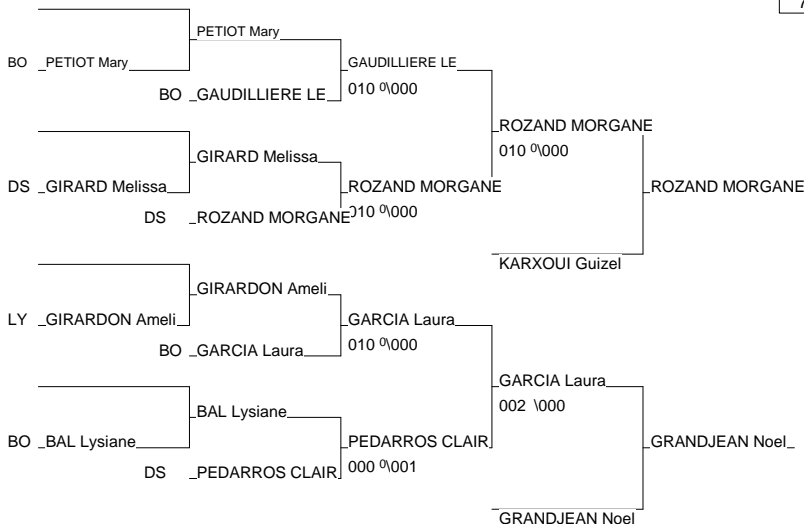 PETIOT Mary
BO PETIOT Mary GAUDILLIERE LE
BO GAUDILLIERE LE 010 0\000
ROZAND MORGANE
010 0\000
GIRARD Melissa
DS GIRARD Melissa ROZAND MORGANE ROZAND MORGANE
DS ROZAND MORGANE 010 0\000
KARXOUI Guizel
GIRARDON Ameli
LY GIRARDON Ameli GARCIA Laura
BO GARCIA Laura 010 0\000
GARCIA Laura
002 \000
BAL Lysiane
BO BAL Lysiane PEDARROS CLAIR GRANDJEAN Noel
DS PEDARROS CLAIR 000 0\001
GRANDJEAN Noel